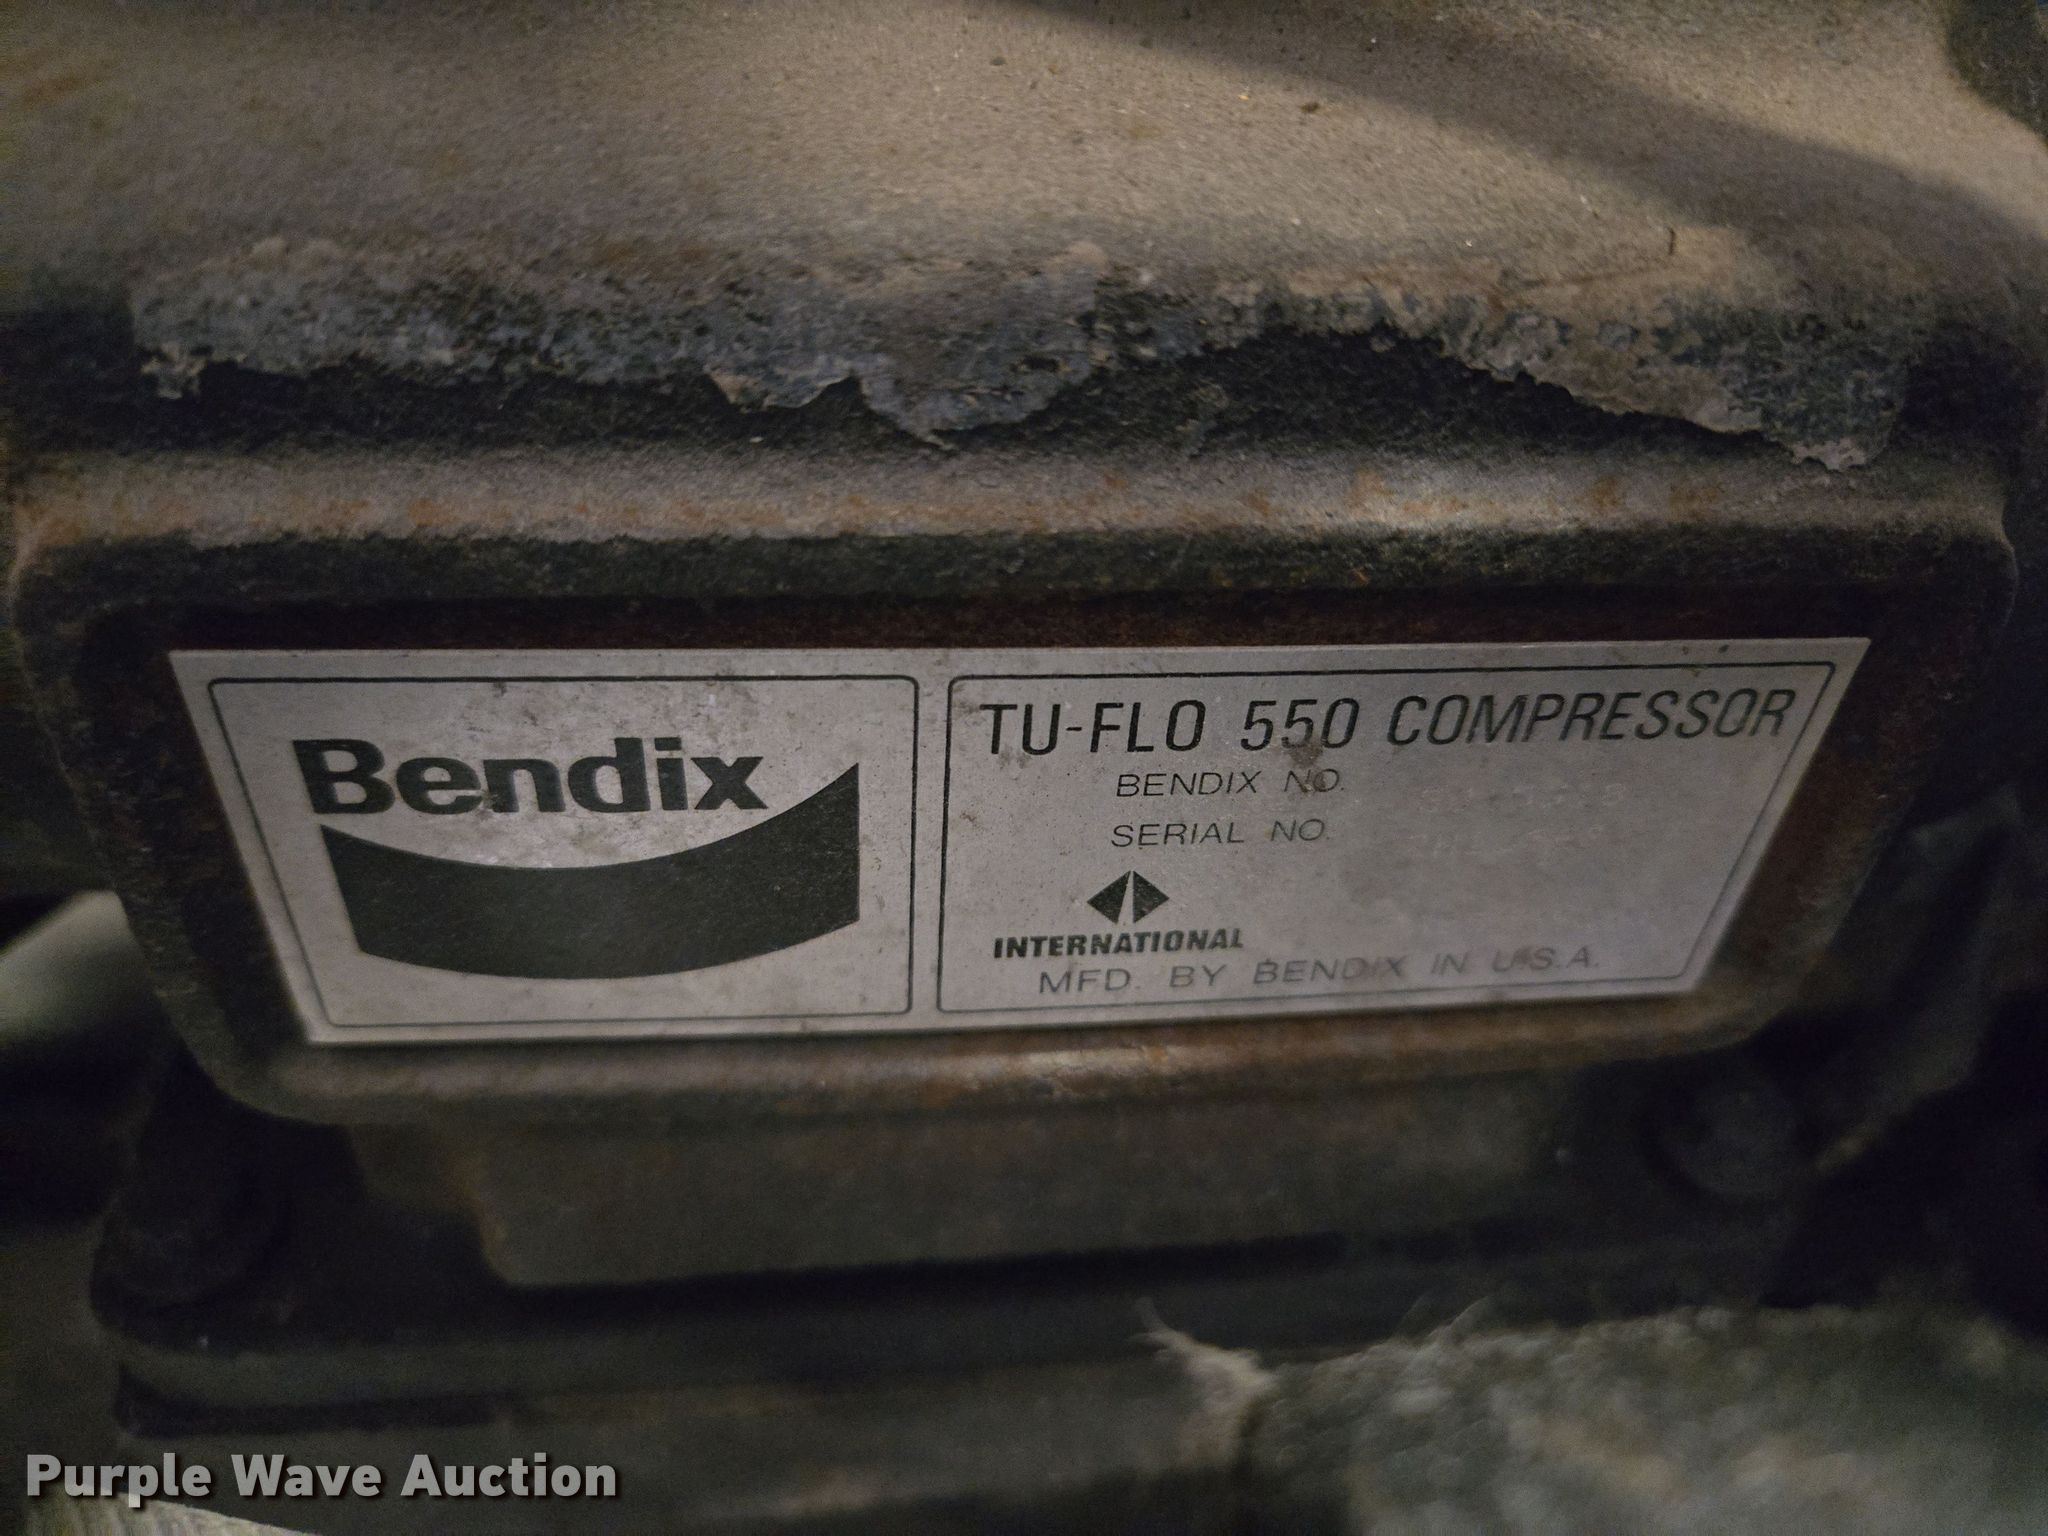 Bendix
TU-FLO 550 COMPRESSOR
BENDIX NO.
SERIAL NO.
INTERNATIONAL
MFD. BY BENDIX IN U.S.A.
Purple Wave Auction